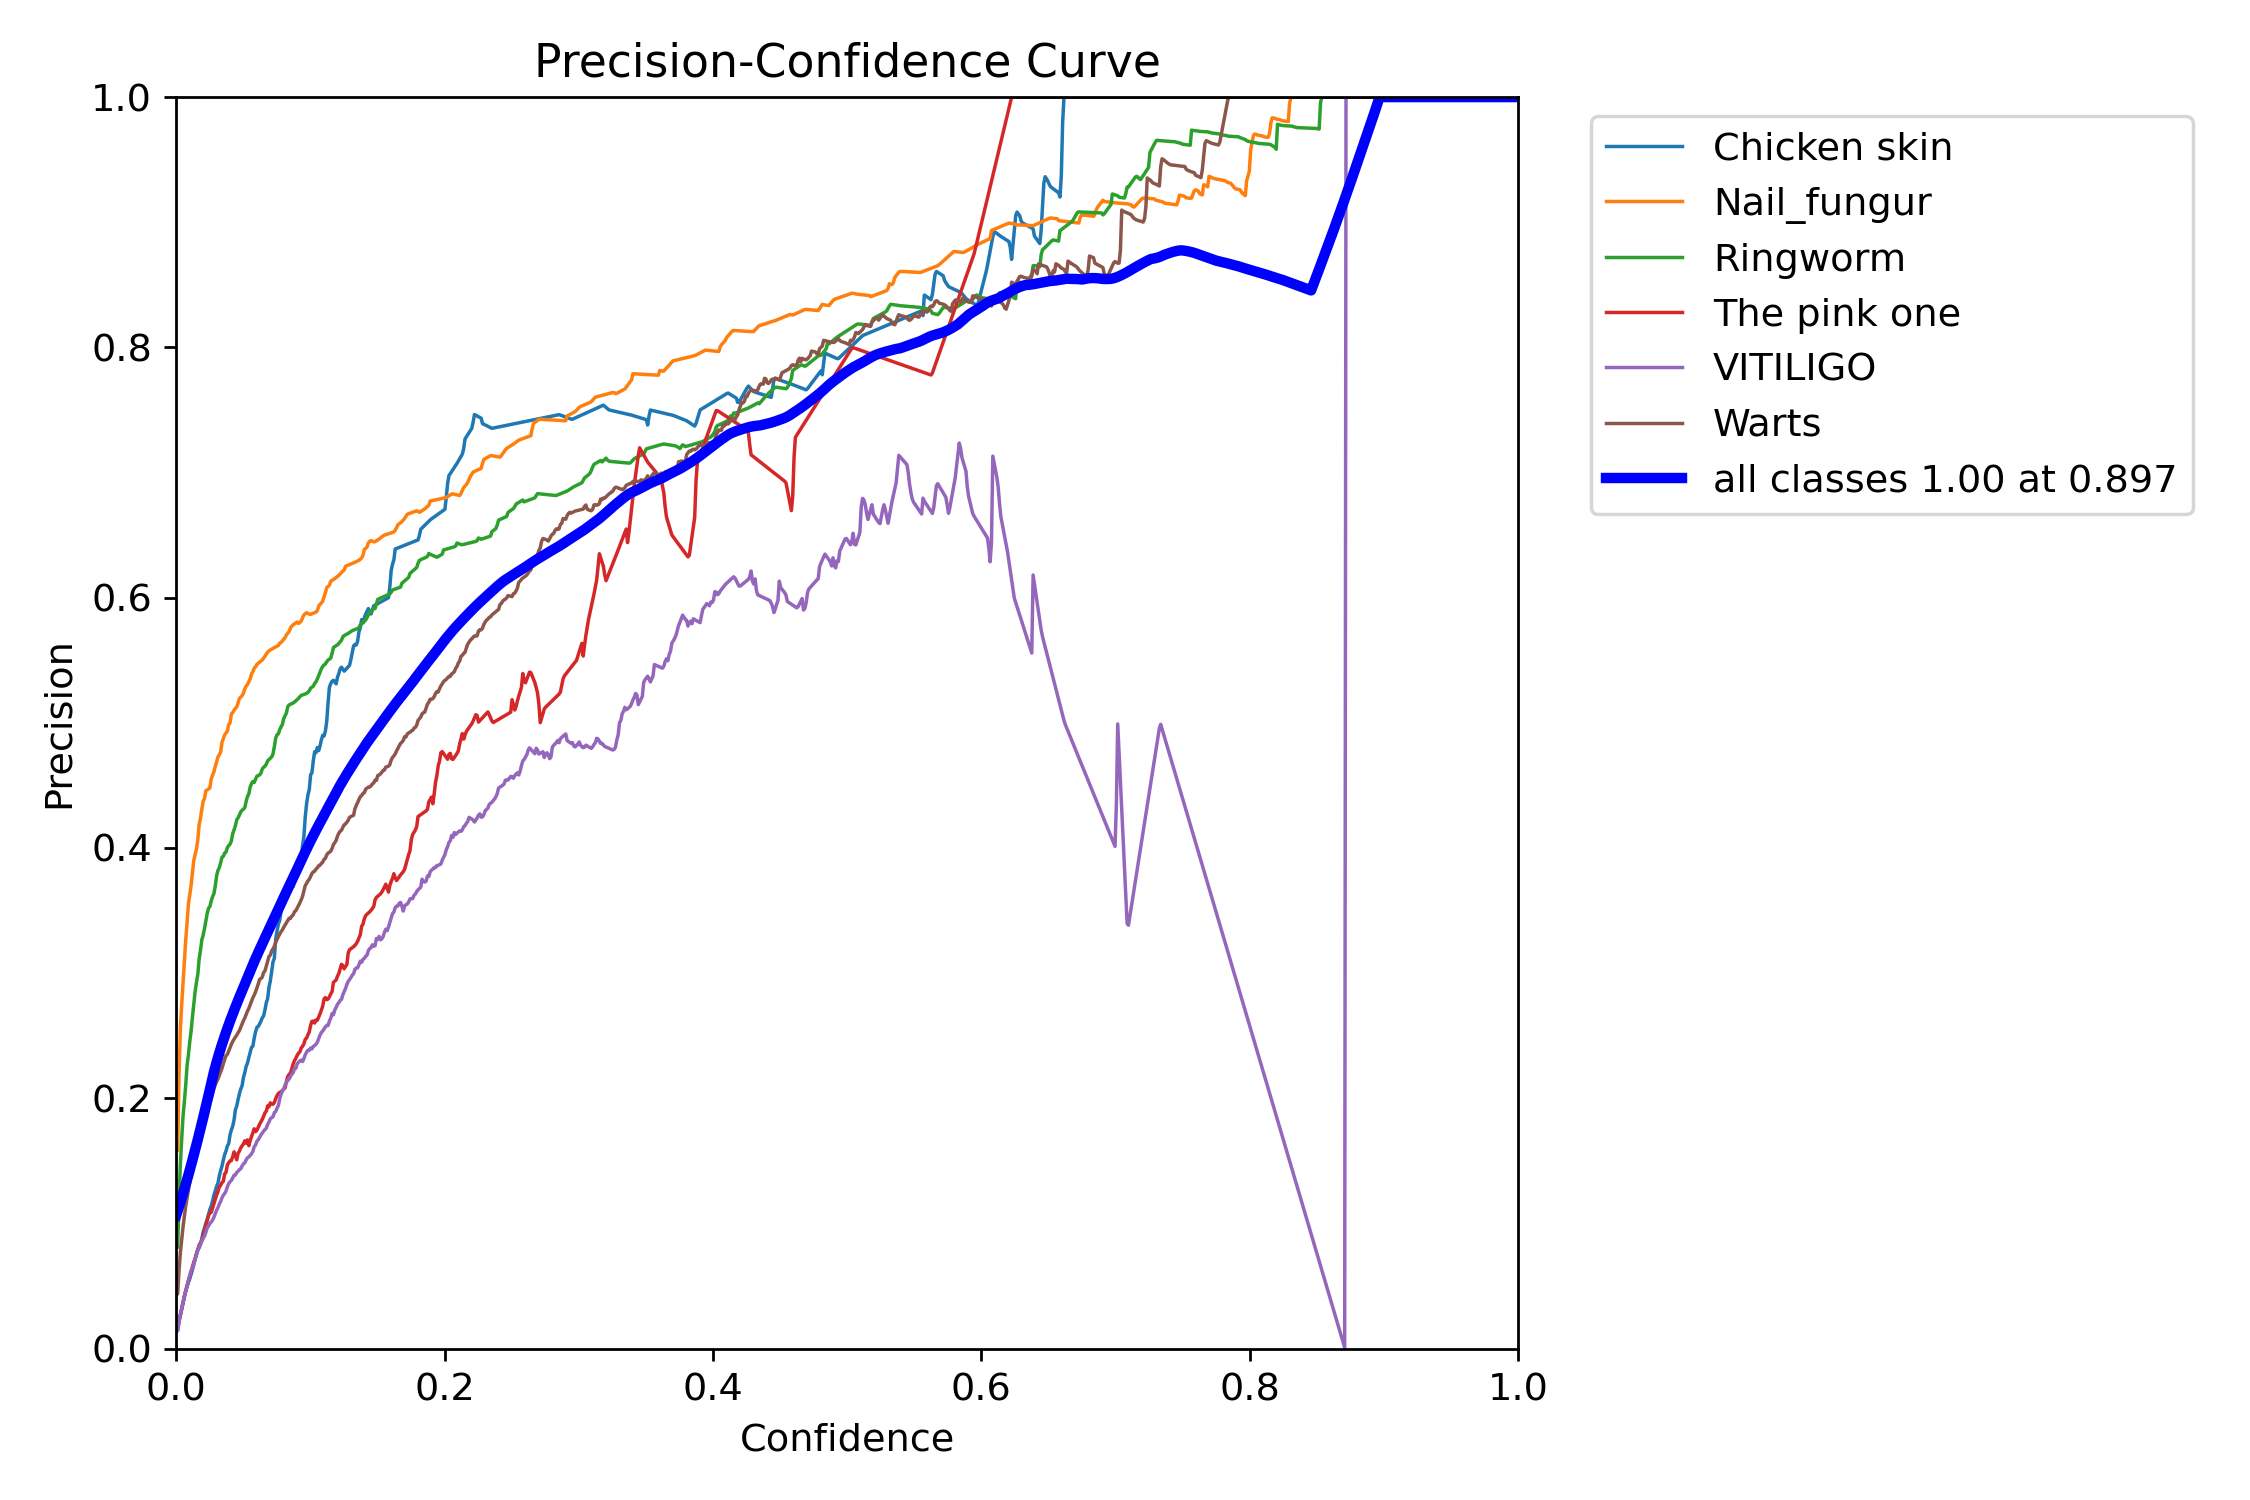 Precision-Confidence Curve
1.0
0.8
0.6
0.4
0.2
0.0
Precision
0.0 0.2 0.4 0.6 0.8 1.0
Confidence
Chicken skin
Nail_fungur
Ringworm
The pink one
VITILIGO
Warts
all classes 1.00 at 0.897